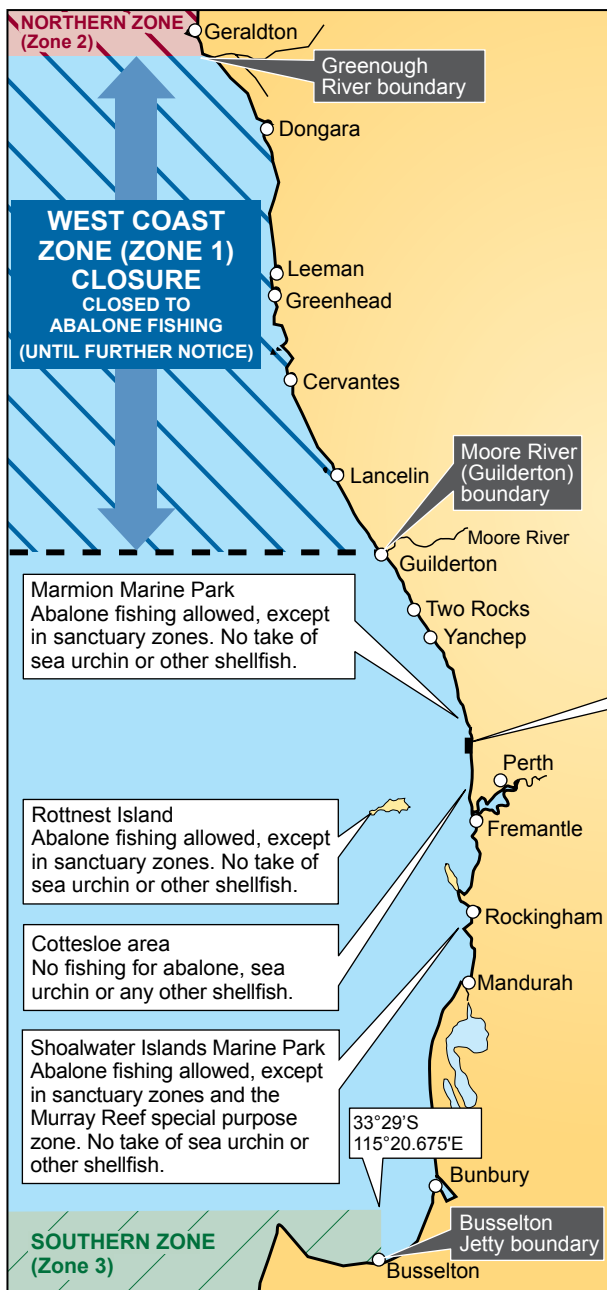 NORTHERN ZONE
(Zone 2)
Geraldton
Greenough
River boundary
Dongara
WEST COAST
ZONE (ZONE 1)
CLOSURE
CLOSED TO
ABALONE FISHING
(UNTIL FURTHER NOTICE)
Leeman
Greenhead
Cervantes
Lancelin
Moore River
(Guilderton)
boundary
Moore River
Guilderton
Marmion Marine Park
Abalone fishing allowed, except
in sanctuary zones. No take of
sea urchin or other shellfish.
Two Rocks
Yanchep
Perth
Rottnest Island
Abalone fishing allowed, except
in sanctuary zones. No take of
sea urchin or other shellfish.
Fremantle
Cottesloe area
No fishing for abalone, sea
urchin or any other shellfish.
Rockingham
Mandurah
Shoalwater Islands Marine Park
Abalone fishing allowed, except
in sanctuary zones and the
Murray Reef special purpose
zone. No take of sea urchin or
other shellfish.
33°29'S
115°20.675'E
Bunbury
Busselton
Jetty boundary
SOUTHERN ZONE
(Zone 3)
Busselton